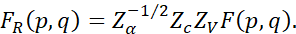 F_R(p, q) = Z_α^{-1/2} Z_c Z_V F(p, q).